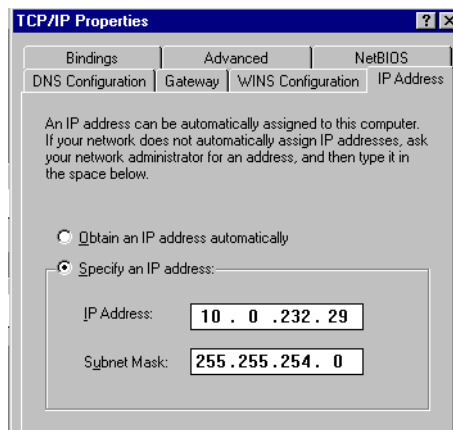 TCP/IP Properties
Bindings Advanced NetBIOS
DNS Configuration Gateway WINS Configuration IP Address
An IP address can be automatically assigned to this computer.
If your network does not automatically assign IP addresses, ask
your network administrator for an address, and then type it in
the space below.
Obtain an IP address automatically
Specify an IP address:
IP Address: 10 . 0 .232 . 29
Subnet Mask: 255.255.254. 0